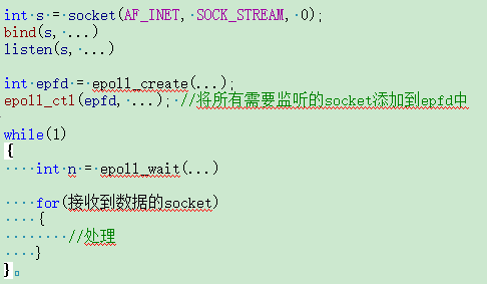 int s = socket(AF_INET, SOCK_STREAM, 0);
bind(s, ...)
listen(s, ...)
int epfd = epoll_create(...);
epoll_ctl(epfd, ...); //将所有需要监听的socket添加到epfd中
while(1)
{
int n = epoll_wait(...)
for(接收到数据的socket)
{
//处理
}
}。